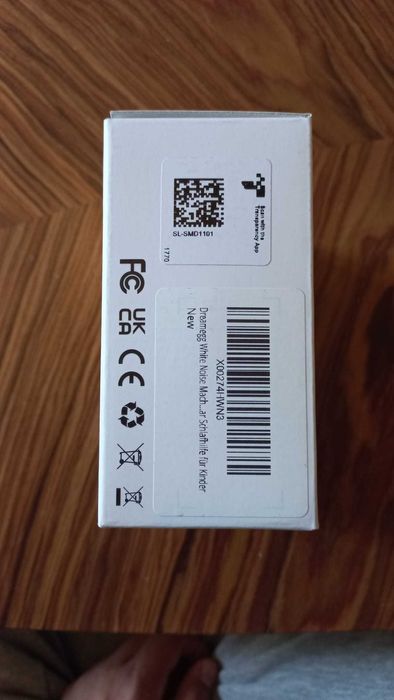 Scan with the
Transparency App
SL-SMD1101
1770
FC
UK
CA
CE
X00274HWN3
Dreamegg White Noise Mach...ar Schlafhilfe für Kinder
New